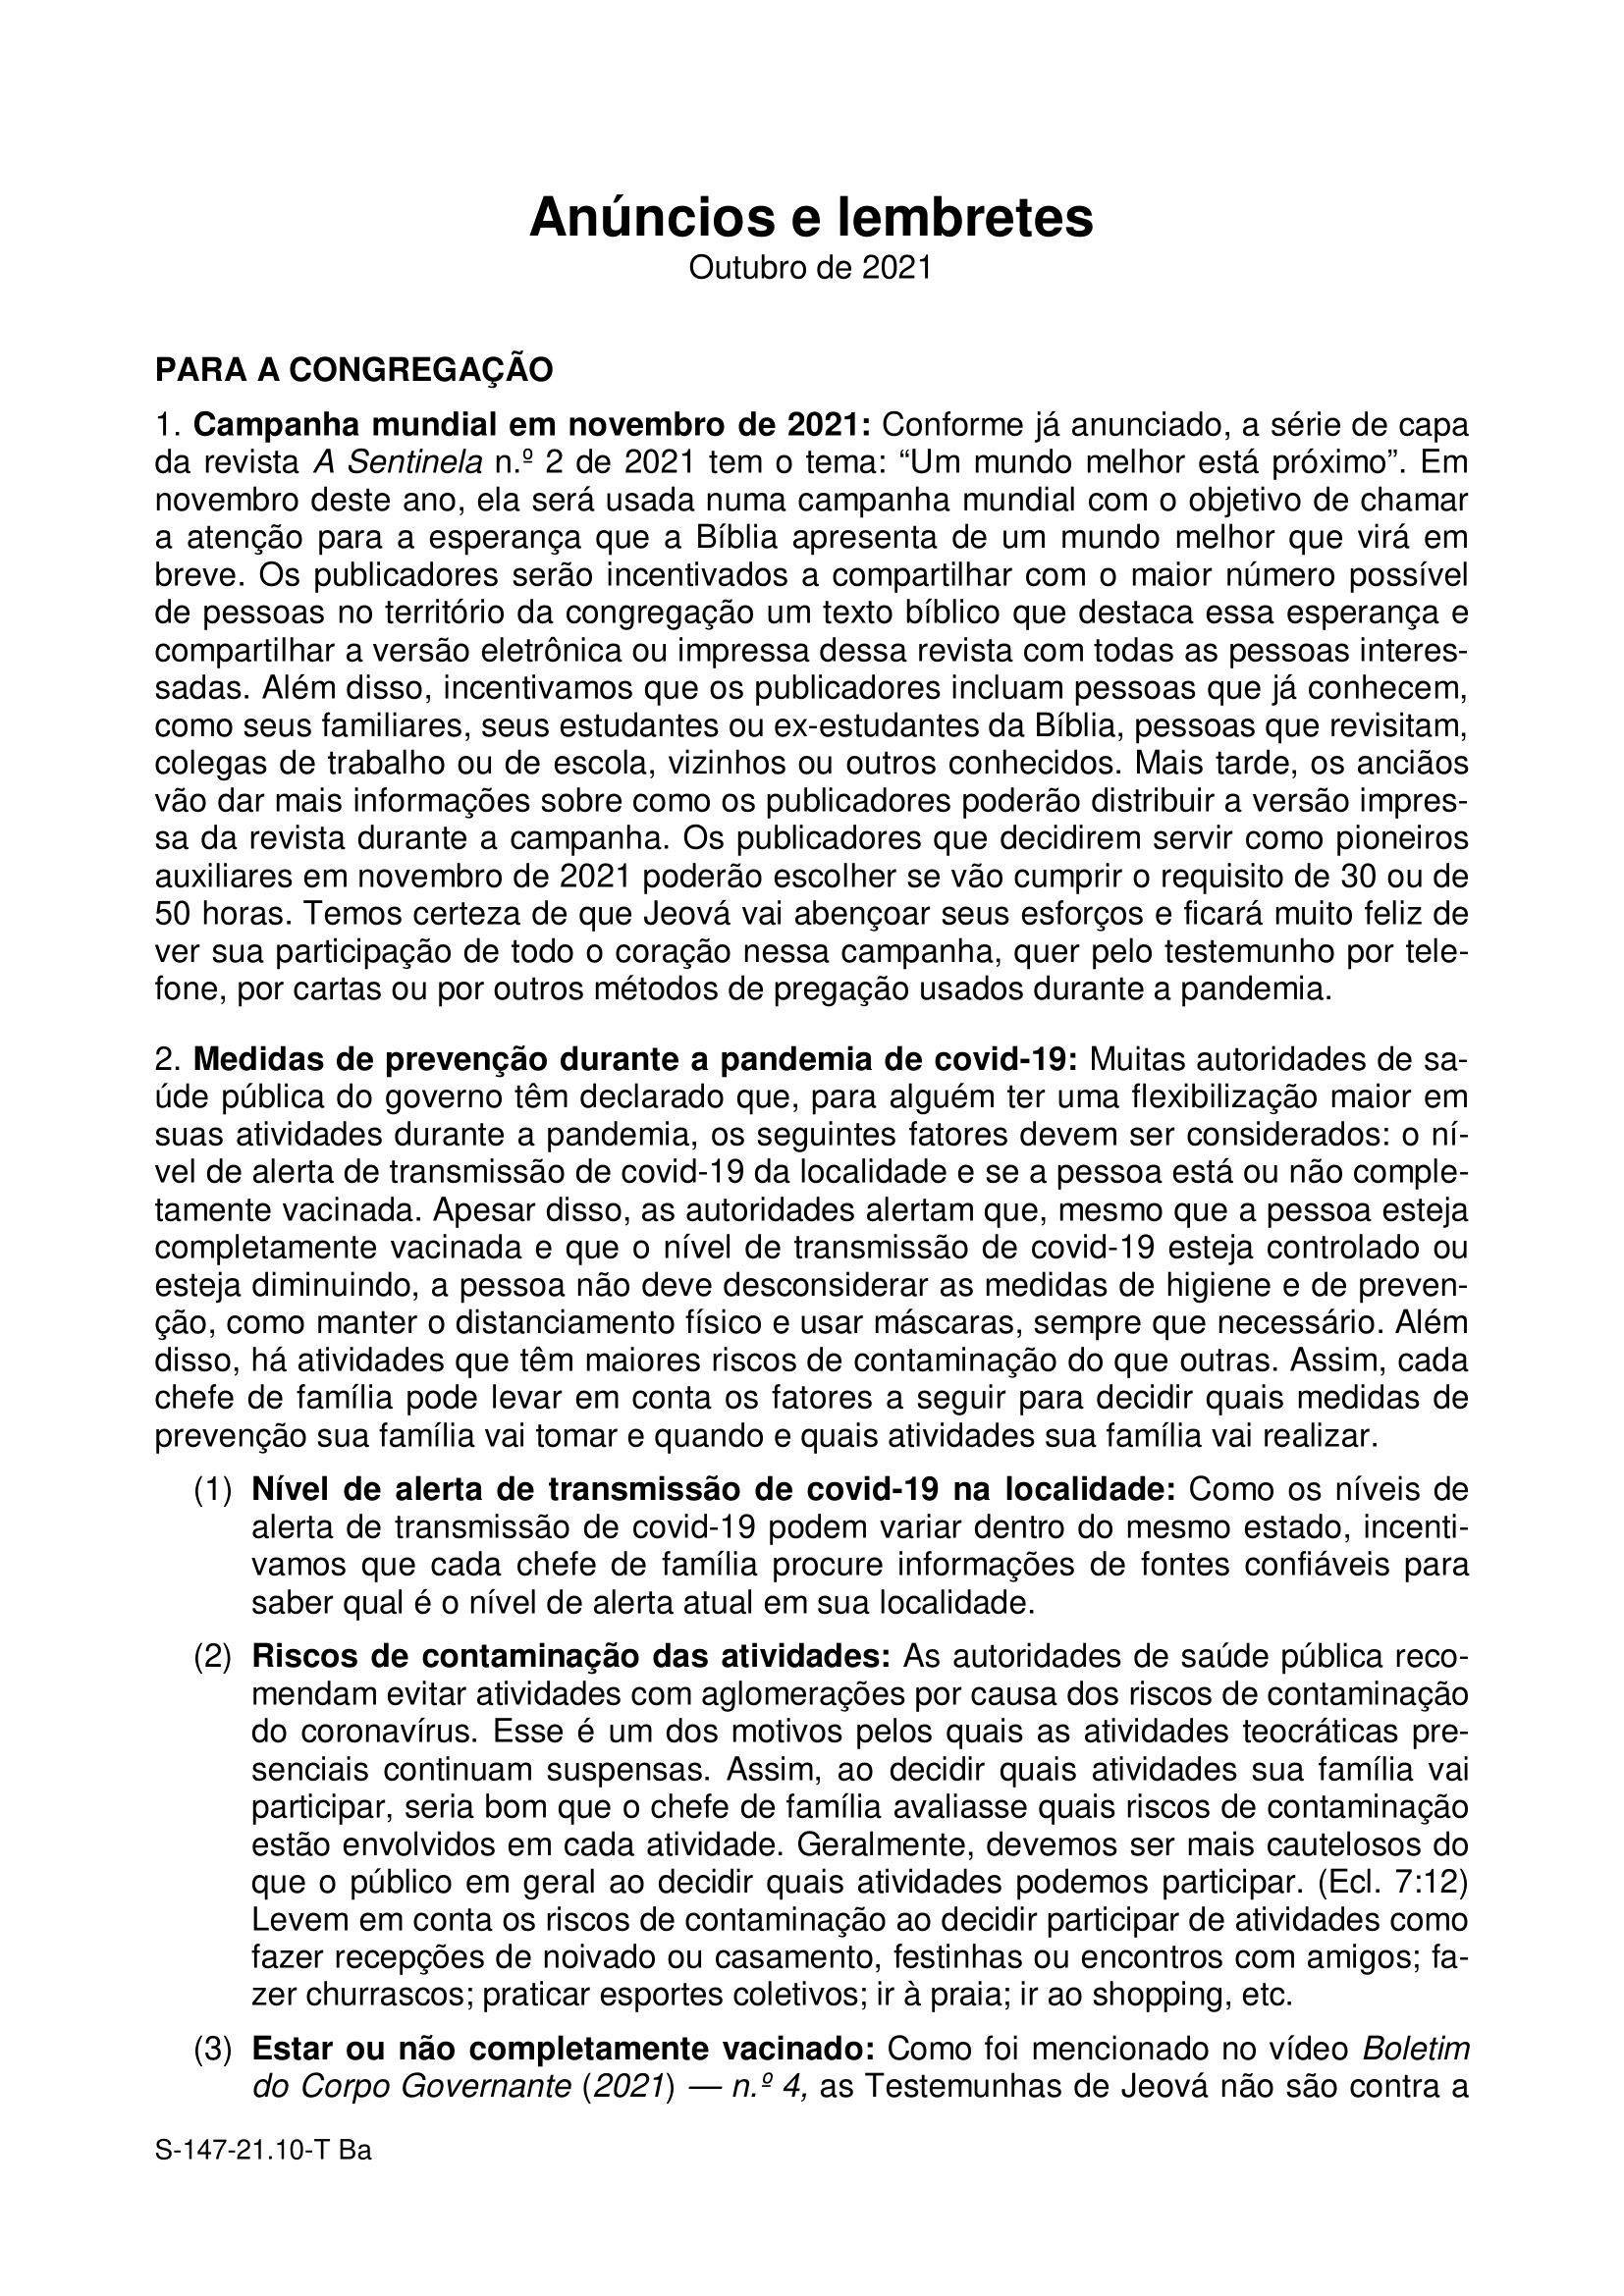 Anúncios e lembretes
Outubro de 2021
PARA A CONGREGAÇÃO
1. Campanha mundial em novembro de 2021: Conforme já anunciado, a série de capa
da revista A Sentinela n.º 2 de 2021 tem o tema: “Um mundo melhor está próximo”. Em
novembro deste ano, ela será usada numa campanha mundial com o objetivo de chamar
a atenção para a esperança que a Bíblia apresenta de um mundo melhor que virá em
breve. Os publicadores serão incentivados a compartilhar com o maior número possível
de pessoas no território da congregação um texto bíblico que destaca essa esperança e
compartilhar a versão eletrônica ou impressa dessa revista com todas as pessoas interes-
sadas. Além disso, incentivamos que os publicadores incluam pessoas que já conhecem,
como seus familiares, seus estudantes ou ex-estudantes da Bíblia, pessoas que revisitam,
colegas de trabalho ou de escola, vizinhos ou outros conhecidos. Mais tarde, os anciãos
vão dar mais informações sobre como os publicadores poderão distribuir a versão impres-
sa da revista durante a campanha. Os publicadores que decidirem servir como pioneiros
auxiliares em novembro de 2021 poderão escolher se vão cumprir o requisito de 30 ou de
50 horas. Temos certeza de que Jeová vai abençoar seus esforços e ficará muito feliz de
ver sua participação de todo o coração nessa campanha, quer pelo testemunho por tele-
fone, por cartas ou por outros métodos de pregação usados durante a pandemia.
2. Medidas de prevenção durante a pandemia de covid-19: Muitas autoridades de sa-
úde pública do governo têm declarado que, para alguém ter uma flexibilização maior em
suas atividades durante a pandemia, os seguintes fatores devem ser considerados: o ní-
vel de alerta de transmissão de covid-19 da localidade e se a pessoa está ou não comple-
tamente vacinada. Apesar disso, as autoridades alertam que, mesmo que a pessoa esteja
completamente vacinada e que o nível de transmissão de covid-19 esteja controlado ou
esteja diminuindo, a pessoa não deve desconsiderar as medidas de higiene e de preven-
ção, como manter o distanciamento físico e usar máscaras, sempre que necessário. Além
disso, há atividades que têm maiores riscos de contaminação do que outras. Assim, cada
chefe de família pode levar em conta os fatores a seguir para decidir quais medidas de
prevenção sua família vai tomar e quando e quais atividades sua família vai realizar.
(1) Nível de alerta de transmissão de covid-19 na localidade: Como os níveis de
alerta de transmissão de covid-19 podem variar dentro do mesmo estado, incenti-
vamos que cada chefe de família procure informações de fontes confiáveis para
saber qual é o nível de alerta atual em sua localidade.
(2) Riscos de contaminação das atividades: As autoridades de saúde pública reco-
mendam evitar atividades com aglomerações por causa dos riscos de contaminação
do coronavírus. Esse é um dos motivos pelos quais as atividades teocráticas pre-
senciais continuam suspensas. Assim, ao decidir quais atividades sua família vai
participar, seria bom que o chefe de família avaliasse quais riscos de contaminação
estão envolvidos em cada atividade. Geralmente, devemos ser mais cautelosos do
que o público em geral ao decidir quais atividades podemos participar. (Ecl. 7:12)
Levem em conta os riscos de contaminação ao decidir participar de atividades como
fazer recepções de noivado ou casamento, festinhas ou encontros com amigos; fa-
zer churrascos; praticar esportes coletivos; ir à praia; ir ao shopping, etc.
(3) Estar ou não completamente vacinado: Como foi mencionado no vídeo Boletim
do Corpo Governante (2021) — n.º 4, as Testemunhas de Jeová não são contra a
S-147-21.10-T Ba